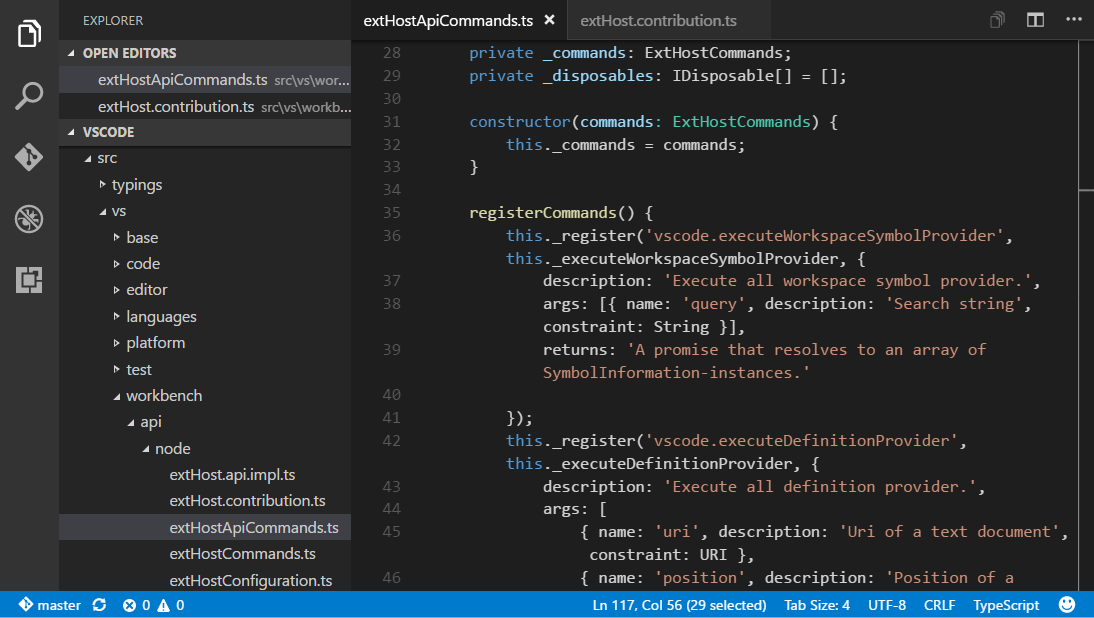 EXPLORER
OPEN EDITORS
extHostApiCommands.ts src\vs\wor...
extHost.contribution.ts src\vs\workb...
VSCODE
src
typings
vs
base
code
editor
languages
platform
test
workbench
api
node
extHost.api.impl.ts
extHost.contribution.ts
extHostApiCommands.ts
extHostCommands.ts
extHostConfiguration.ts
extHostApiCommands.ts extHost.contribution.ts
28 private _commands: ExtHostCommands;
29 private _disposables: IDisposable[] = [];
30
31 constructor(commands: ExtHostCommands) {
32 this._commands = commands;
33 }
34
35 registerCommands() {
36 this._register('vscode.executeWorkspaceSymbolProvider',
this._executeWorkspaceSymbolProvider, {
37 description: 'Execute all workspace symbol provider.',
38 args: [{ name: 'query', description: 'Search string',
constraint: String }],
39 returns: 'A promise that resolves to an array of
SymbolInformation-instances.'
40
41 });
42 this._register('vscode.executeDefinitionProvider',
this._executeDefinitionProvider, {
43 description: 'Execute all definition provider.',
44 args: [
45 { name: 'uri', description: 'Uri of a text document',
constraint: URI },
46 { name: 'position', description: 'Position of a
master 0 0 Ln 117, Col 56 (29 selected) Tab Size: 4 UTF-8 CRLF TypeScript